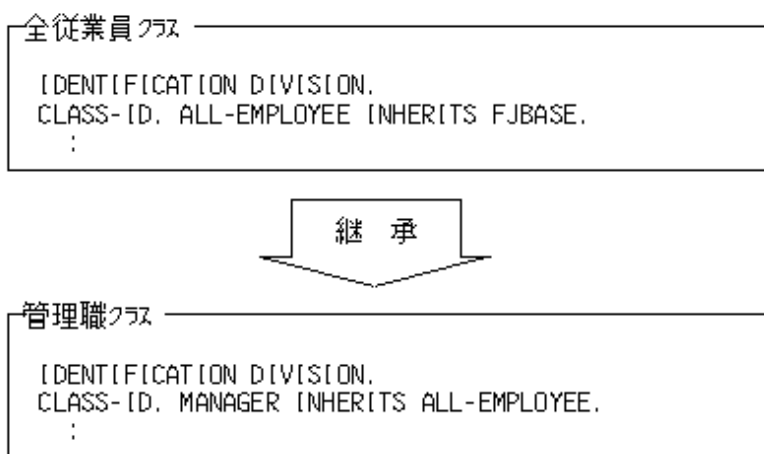 全従業員クラス
IDENTIFICATION DIVISION.
CLASS-ID. ALL-EMPLOYEE INHERITS FJBASE.
:
継 承
管理職クラス
IDENTIFICATION DIVISION.
CLASS-ID. MANAGER INHERITS ALL-EMPLOYEE.
: